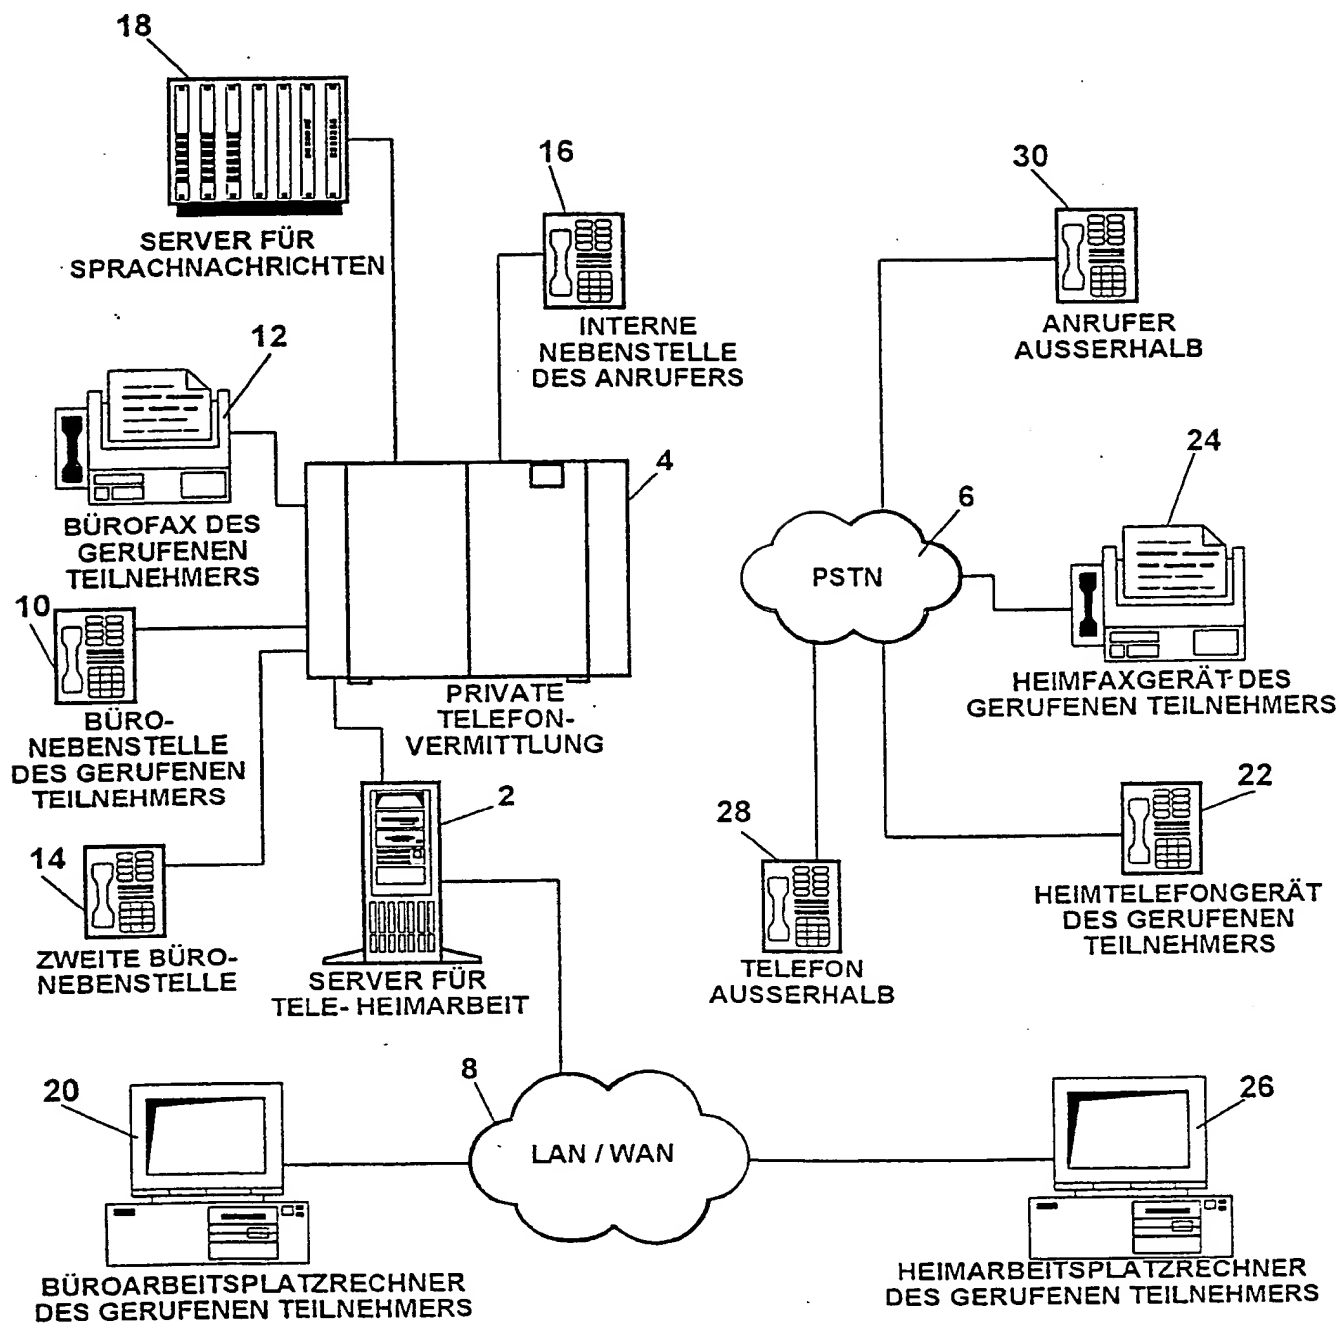 18
SERVER FÜR
SPRACHNACHRICHTEN
16
INTERNE
NEBENSTELLE
DES ANRUFERS
30
ANRUFER
AUSSERHALB
12
BÜROFAX DES
GERUFENEN
TEILNEHMERS
4
PRIVATE
TELEFON-
VERMITTLUNG
6
PSTN
24
HEIMFAXGERÄT DES
GERUFENEN TEILNEHMERS
10
BÜRO-
NEBENSTELLE
DES GERUFENEN
TEILNEHMERS
2
SERVER FÜR
TELE- HEIMARBEIT
28
TELEFON
AUSSERHALB
22
HEIMTELEFONGERÄT
DES GERUFENEN
TEILNEHMERS
14
ZWEITE BÜRO-
NEBENSTELLE
8
LAN / WAN
20
BÜROARBEITSPLATZRECHNER
DES GERUFENEN TEILNEHMERS
26
HEIMARBEITSPLATZRECHNER
DES GERUFENEN TEILNEHMERS